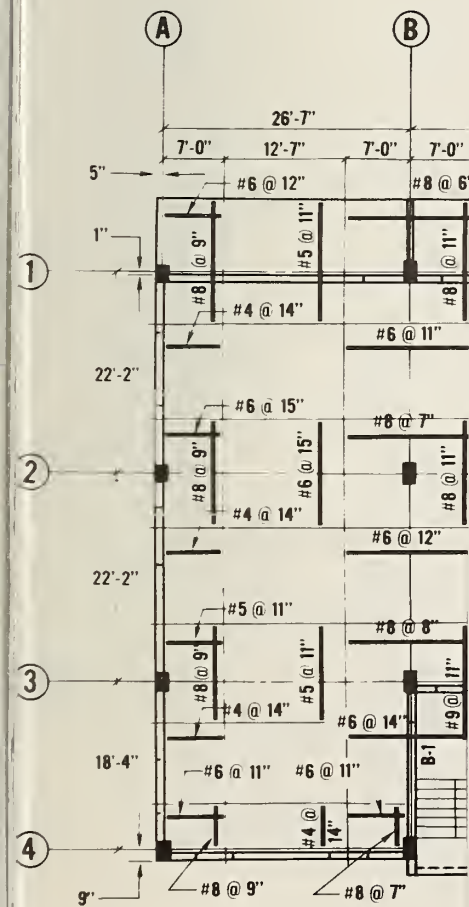 A B
26'-7"
7'-0" 12'-7" 7'-0" 7'-0"
5"
#6 @ 12" #8 @ 6"
1"
#8 @ 9" #5 @ 11" #8 @ 11"
1
#4 @ 14" #6 @ 11"
22'-2"
#6 @ 15" #8 @ 7"
#8 @ 9" #6 @ 15" #8 @ 11"
2
#4 @ 14" #6 @ 12"
22'-2"
#5 @ 11" #8 @ 8"
#8 @ 9" #5 @ 11" #9 @ 11"
3
#4 @ 14" #6 @ 14"
B-1
18'-4"
#6 @ 11" #6 @ 11"
#4 @ 14"
4
9"
#8 @ 9" #8 @ 7"